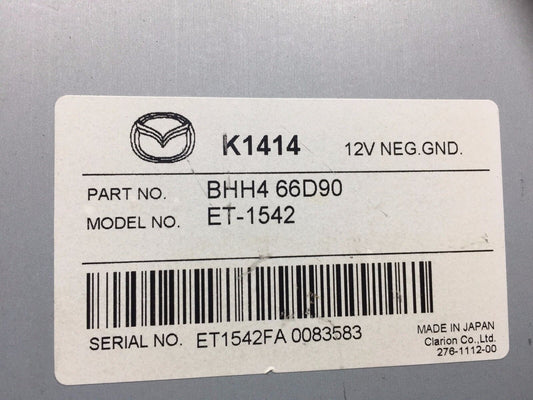 K1414 12V NEG.GND.
PART NO. BHH4 66D90
MODEL NO. ET-1542
SERIAL NO. ET1542FA 0083583
MADE IN JAPAN
Clarion Co.,Ltd.
276-1112-00